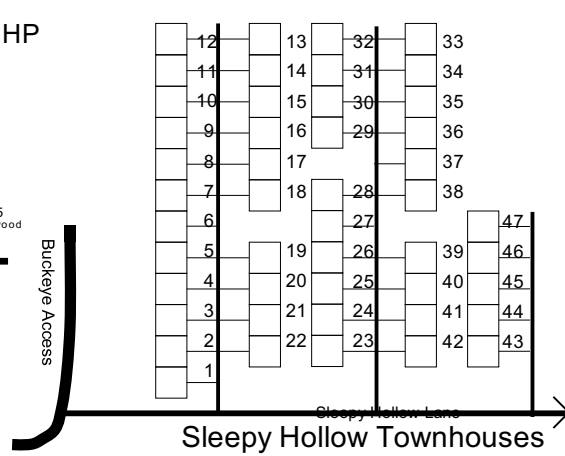 HP
12 13 32 33
11 14 31 34
10 15 30 35
9 16 29 36
8 17 37
7 18 28 38
6 27 47
5 19 26 39 46
4 20 25 40 45
3 21 24 41 44
2 22 23 42 43
1
5
ood
Buckeye Access
Sleepy Hollow Lane
Sleepy Hollow Townhouses